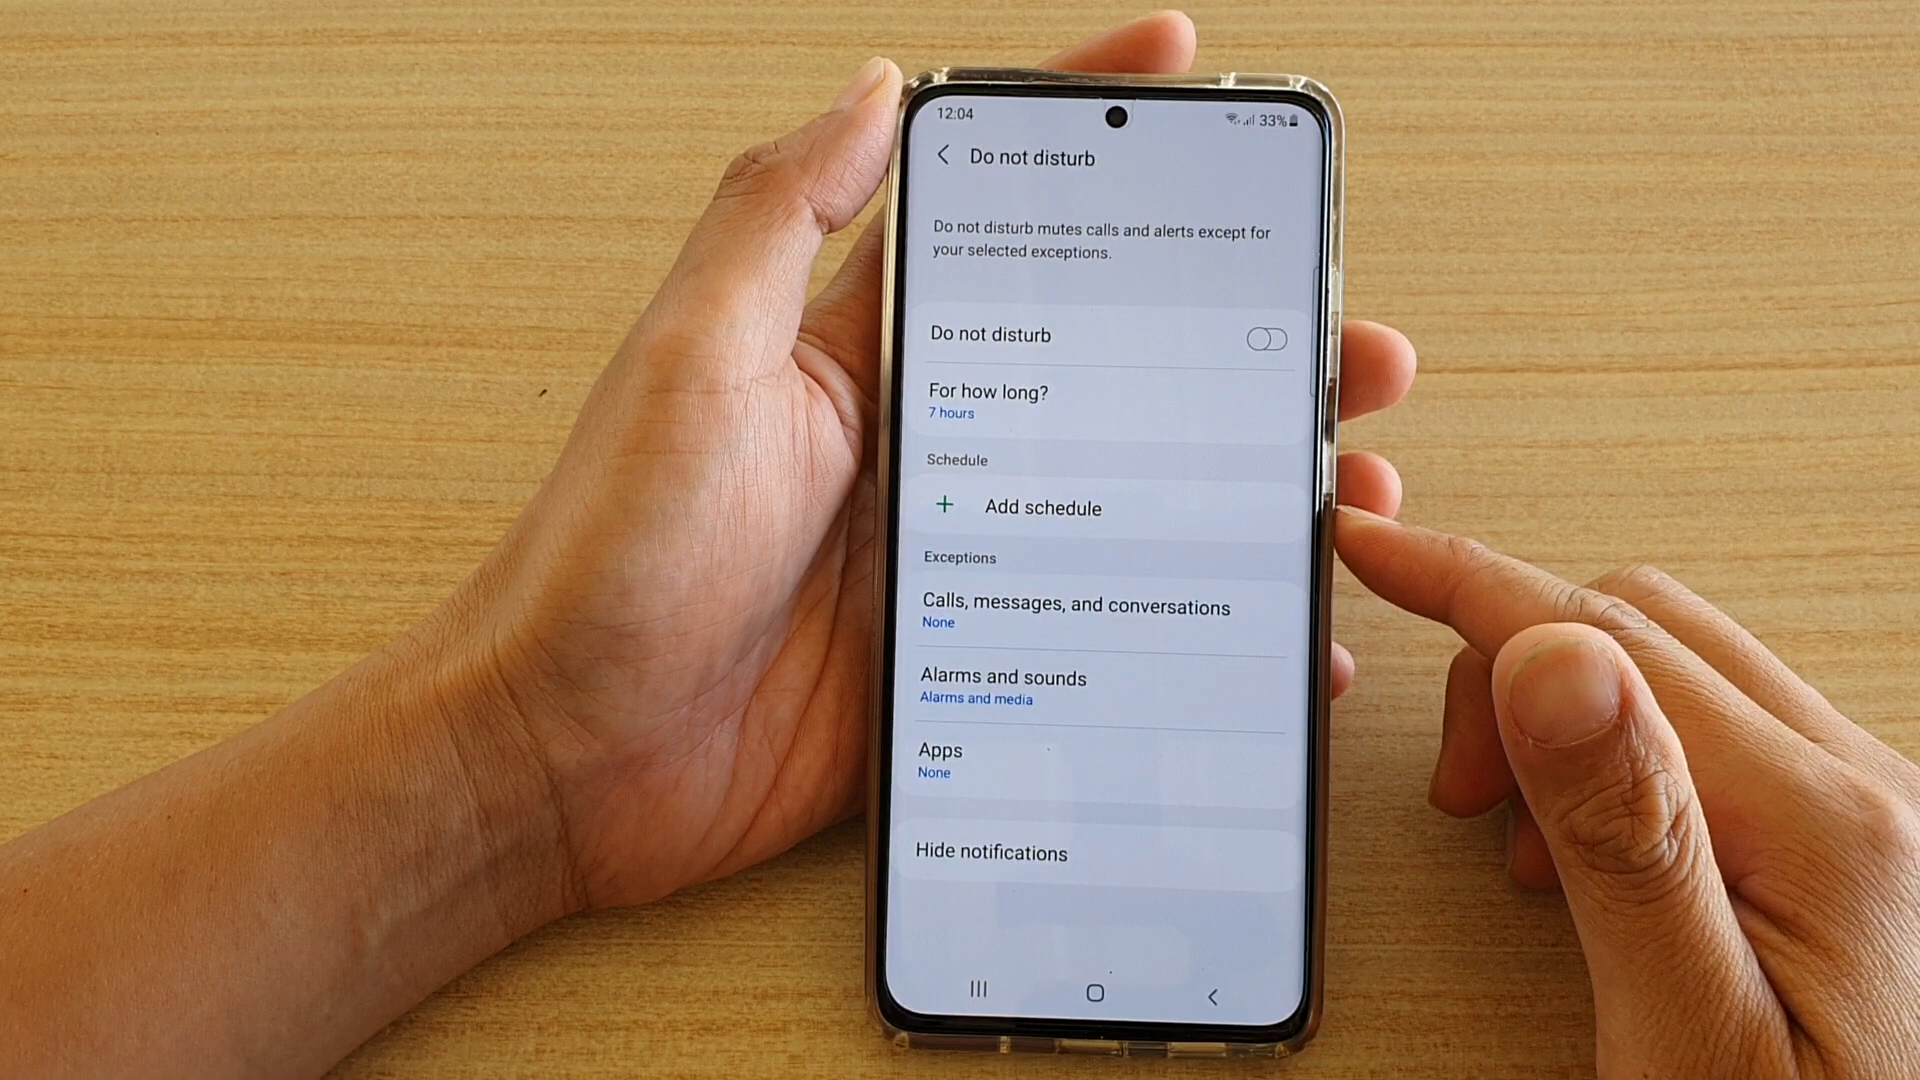 12:04
33%
Do not disturb
Do not disturb mutes calls and alerts except for
your selected exceptions.
Do not disturb
For how long?
7 hours
Schedule
Add schedule
Exceptions
Calls, messages, and conversations
None
Alarms and sounds
Alarms and media
Apps
None
Hide notifications